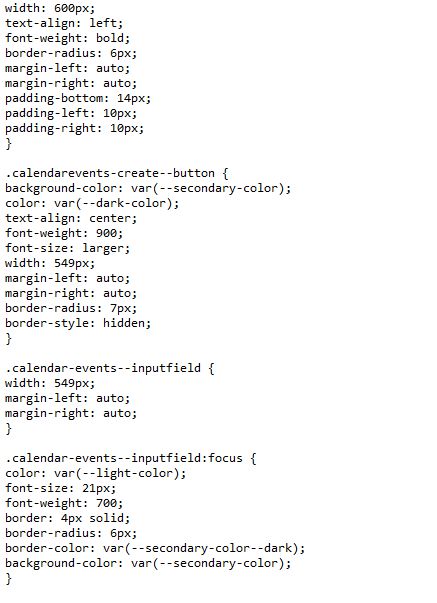 width: 600px;
text-align: left;
font-weight: bold;
border-radius: 6px;
margin-left: auto;
margin-right: auto;
padding-bottom: 14px;
padding-left: 10px;
padding-right: 10px;
}
.calendarevents-create--button {
background-color: var(--secondary-color);
color: var(--dark-color);
text-align: center;
font-weight: 900;
font-size: larger;
width: 549px;
margin-left: auto;
margin-right: auto;
border-radius: 7px;
border-style: hidden;
}
.calendar-events--inputfield {
width: 549px;
margin-left: auto;
margin-right: auto;
}
.calendar-events--inputfield:focus {
color: var(--light-color);
font-size: 21px;
font-weight: 700;
border: 4px solid;
border-radius: 6px;
border-color: var(--secondary-color--dark);
background-color: var(--secondary-color);
}